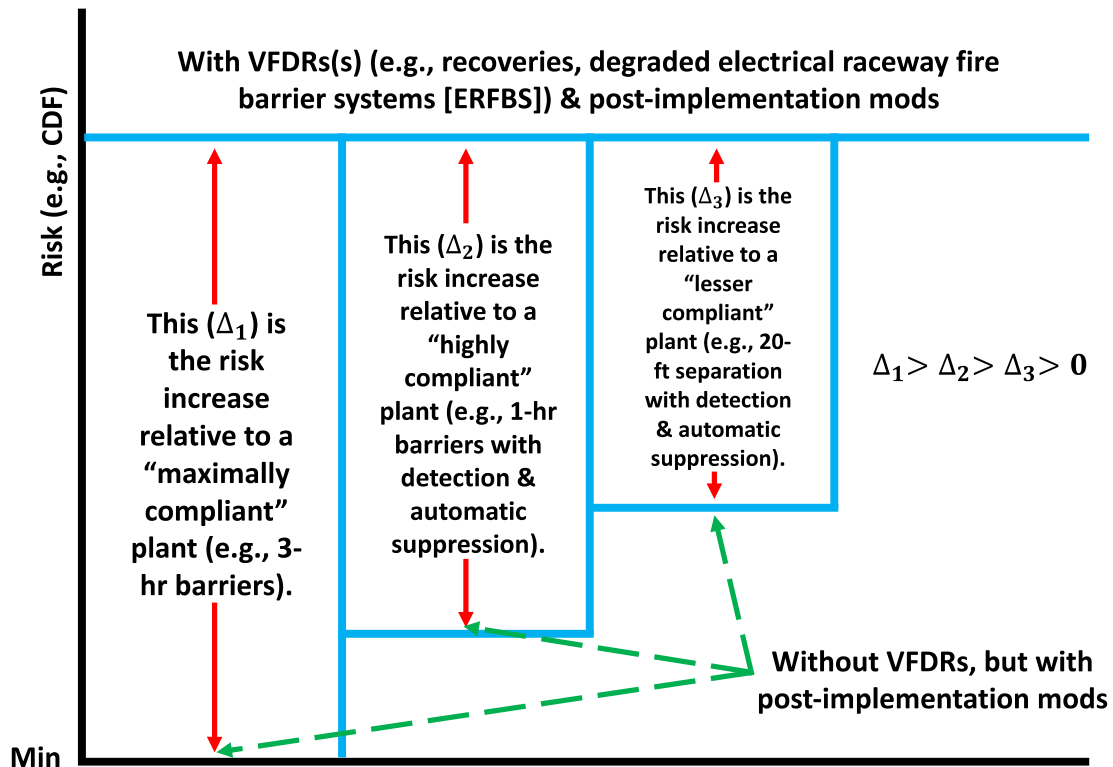 With VFDRs(s) (e.g., recoveries, degraded electrical raceway fire
barrier systems [ERFBS]) & post-implementation mods
Risk (e.g., CDF)
This (Δ₁) is
the risk
increase
relative to a
“maximally
compliant”
plant (e.g., 3-
hr barriers).
This (Δ₂) is the
risk increase
relative to a
“highly
compliant”
plant (e.g., 1-hr
barriers with
detection &
automatic
suppression).
This (Δ₃) is the
risk increase
relative to a
“lesser
compliant”
plant (e.g., 20-
ft separation
with detection
& automatic
suppression).
Δ₁> Δ₂> Δ₃> 0
Without VFDRs, but with
post-implementation mods
Min